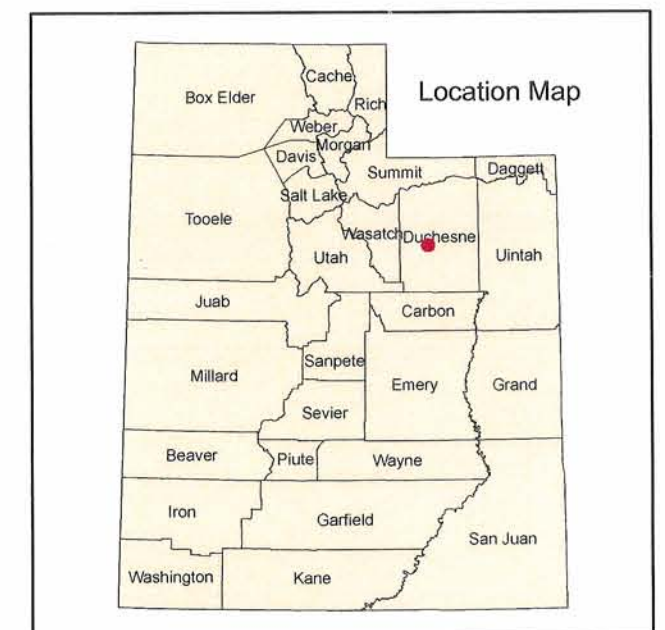 Location Map
Cache
Box Elder
Rich
Weber
Morgan
Davis
Summit
Daggett
Salt Lake
Tooele
Wasatch
Duchesne
Utah
Uintah
Juab
Carbon
Sanpete
Millard
Emery
Grand
Sevier
Beaver
Piute
Wayne
Iron
Garfield
San Juan
Washington
Kane